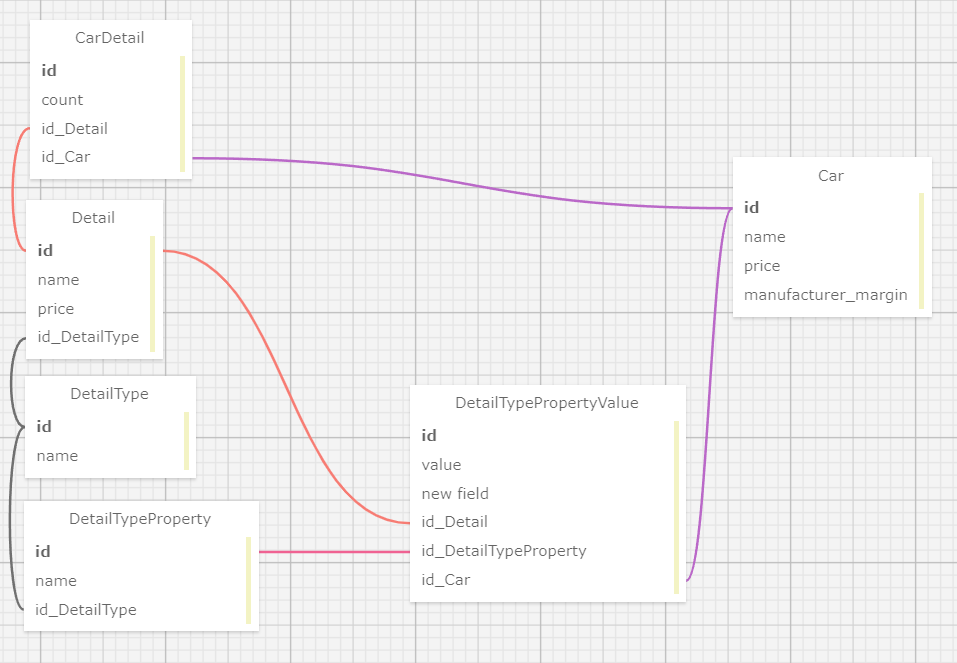 CarDetail
id
count
id_Detail
id_Car
Detail
id
name
price
id_DetailType
DetailType
id
name
DetailTypeProperty
id
name
id_DetailType
DetailTypePropertyValue
id
value
new field
id_Detail
id_DetailTypeProperty
id_Car
Car
id
name
price
manufacturer_margin